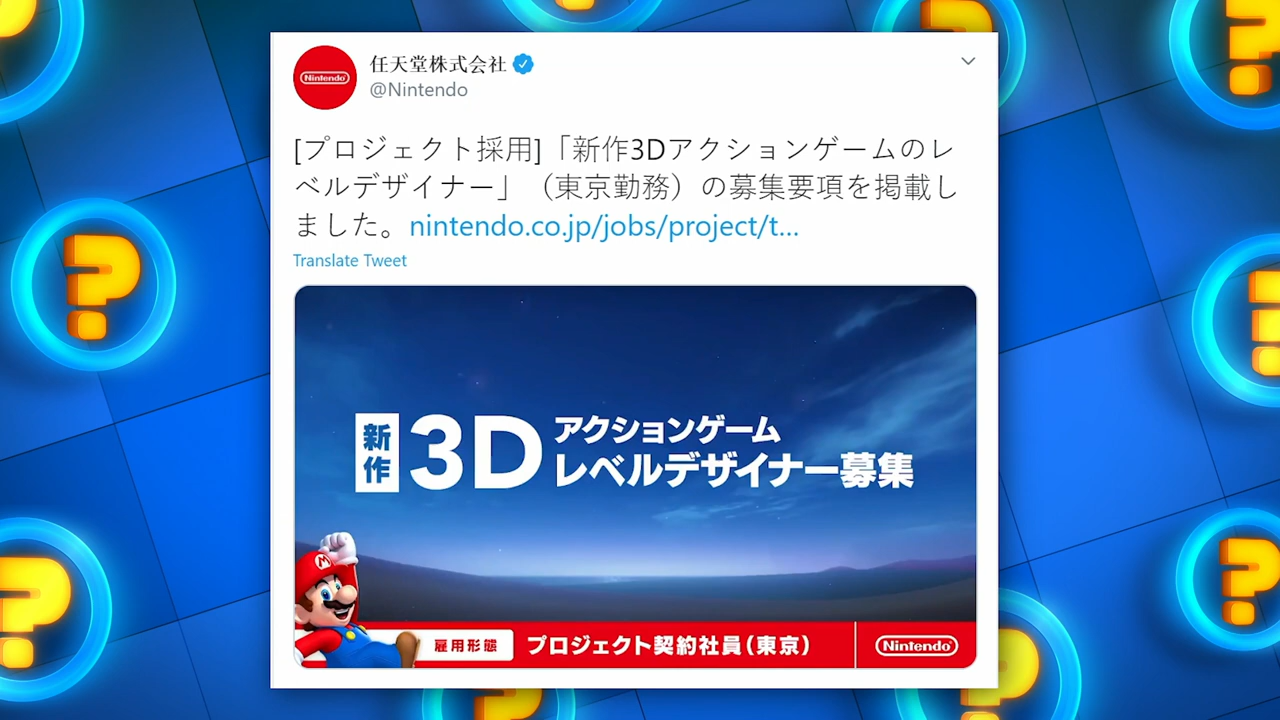 Nintendo
任天堂株式会社
@Nintendo
[プロジェクト採用]「新作3Dアクションゲームのレ
ベルデザイナー」（東京勤務）の募集要項を掲載し
ました。nintendo.co.jp/jobs/project/t...
Translate Tweet
新作
3D
アクションゲーム
レベルデザイナー募集
M
雇用形態
プロジェクト契約社員（東京）
Nintendo